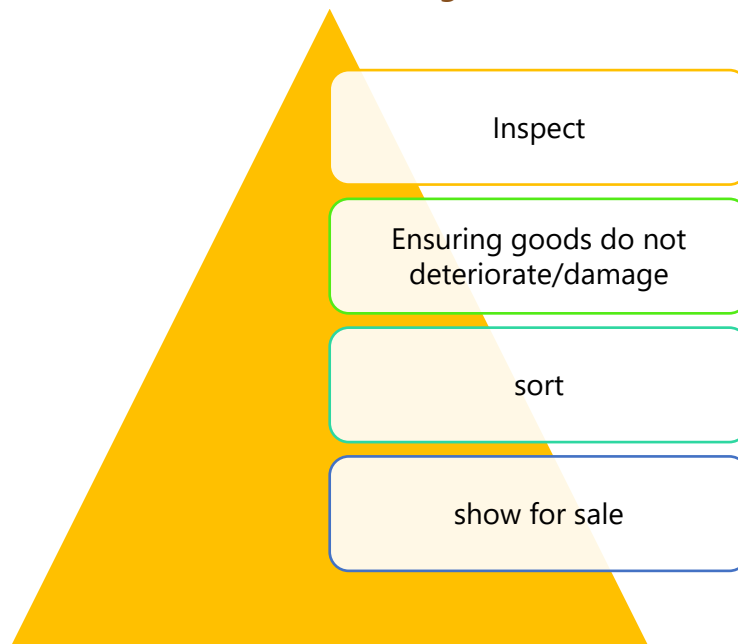 Inspect
Ensuring goods do not
deteriorate/damage
sort
show for sale